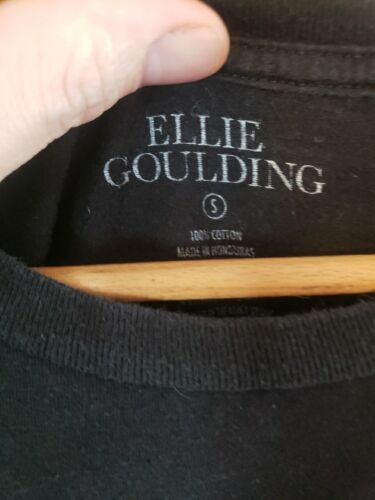 ELLIE
GOULDING
S
100% COTTON
MADE IN HONDURAS